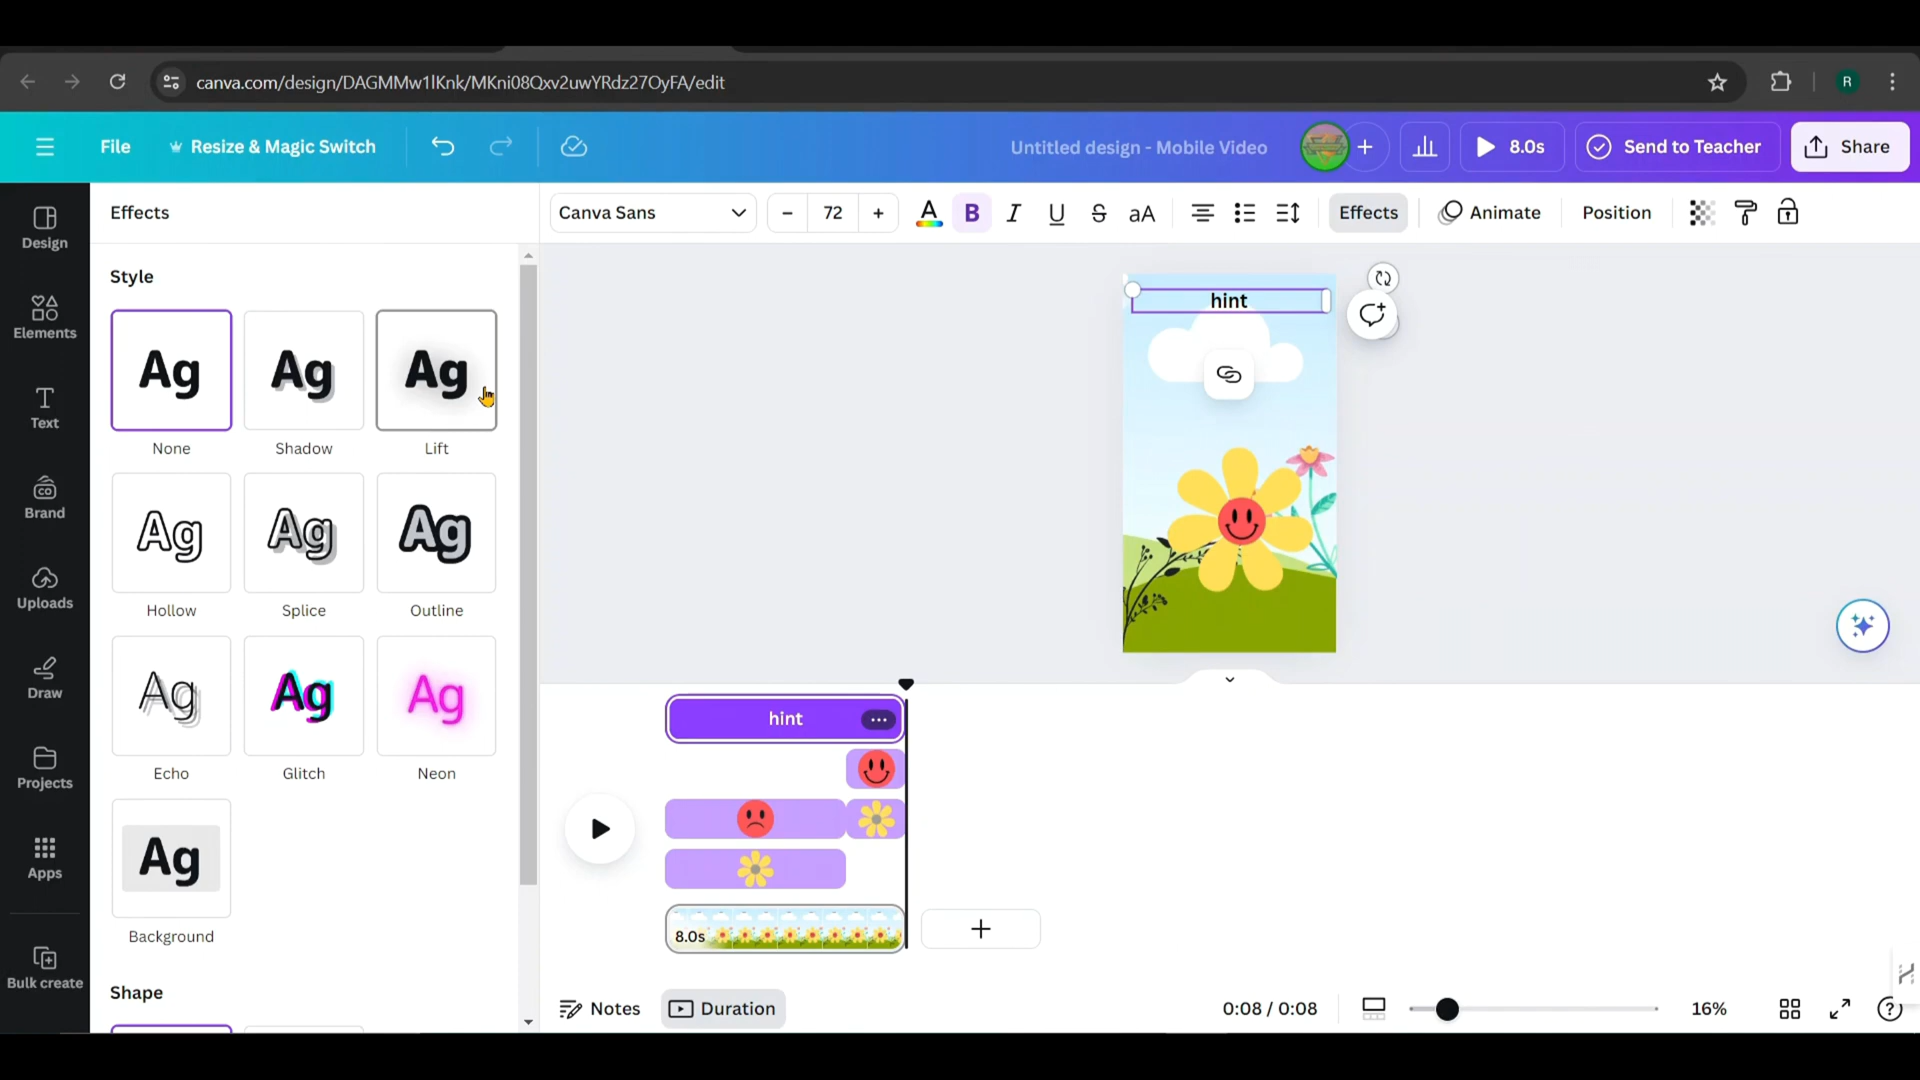 canva.com/design/DAGMMw1lKnk/MKni08Qxv2uwYRdz27OyFA/edit
R
File
Resize & Magic Switch
Untitled design - Mobile Video
8.0s
Send to Teacher
Share
Design
Elements
Text
Brand
Uploads
Draw
Projects
Apps
Bulk create
Effects
Canva Sans
72
A
B
I
U
S
aA
Effects
Animate
Position
Style
Ag
Ag
Ag
None
Shadow
Lift
Ag
Ag
Ag
Hollow
Splice
Outline
Ag
Ag
Ag
Echo
Glitch
Neon
Ag
Background
Shape
hint
hint
8.0s
Notes
Duration
0:08 / 0:08
16%